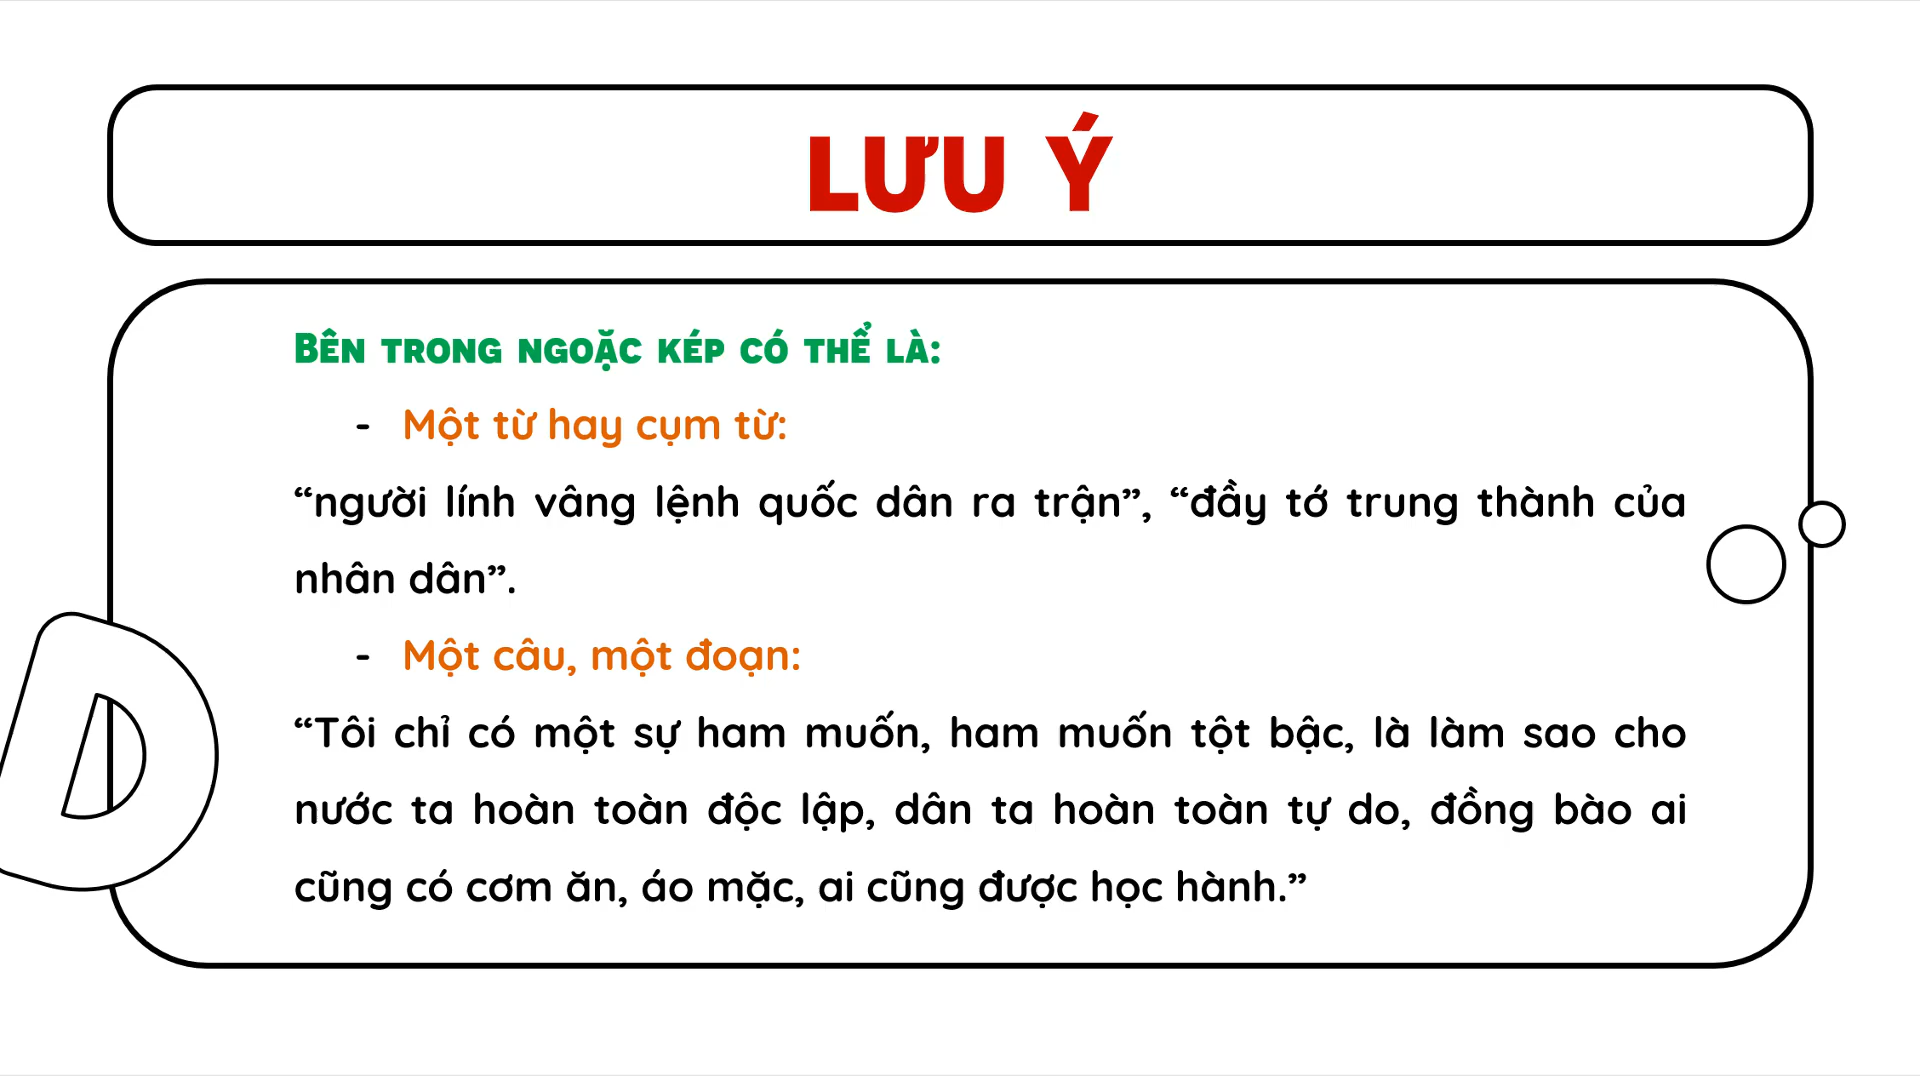 LƯU Ý
Bên trong ngoặc kép có thể là:
- Một từ hay cụm từ:
“người lính vâng lệnh quốc dân ra trận”, “đầy tớ trung thành của
nhân dân”.
- Một câu, một đoạn:
“Tôi chỉ có một sự ham muốn, ham muốn tột bậc, là làm sao cho
nước ta hoàn toàn độc lập, dân ta hoàn toàn tự do, đồng bào ai
cũng có cơm ăn, áo mặc, ai cũng được học hành.”
D